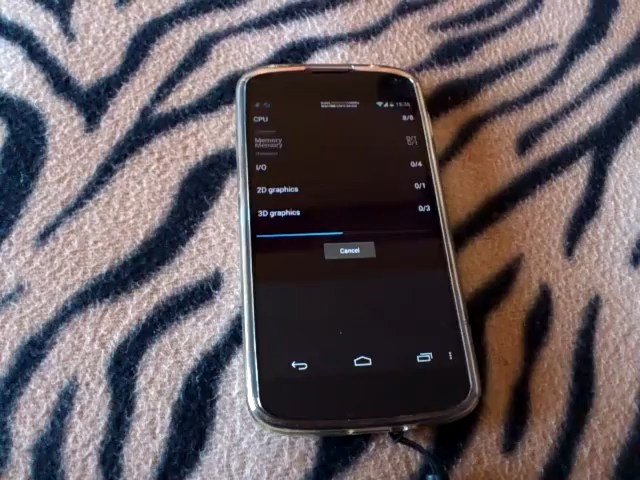 CPU 8/8
Memory
I/O 0/4
2D graphics 0/1
3D graphics 0/3
Cancel